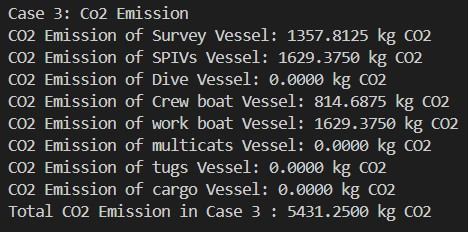 Case 3: Co2 Emission
CO2 Emission of Survey Vessel: 1357.8125 kg CO2
CO2 Emission of SPIVs Vessel: 1629.3750 kg CO2
CO2 Emission of Dive Vessel: 0.0000 kg CO2
CO2 Emission of Crew boat Vessel: 814.6875 kg CO2
CO2 Emission of work boat Vessel: 1629.3750 kg CO2
CO2 Emission of multicats Vessel: 0.0000 kg CO2
CO2 Emission of tugs Vessel: 0.0000 kg CO2
CO2 Emission of cargo Vessel: 0.0000 kg CO2
Total CO2 Emission in Case 3 : 5431.2500 kg CO2